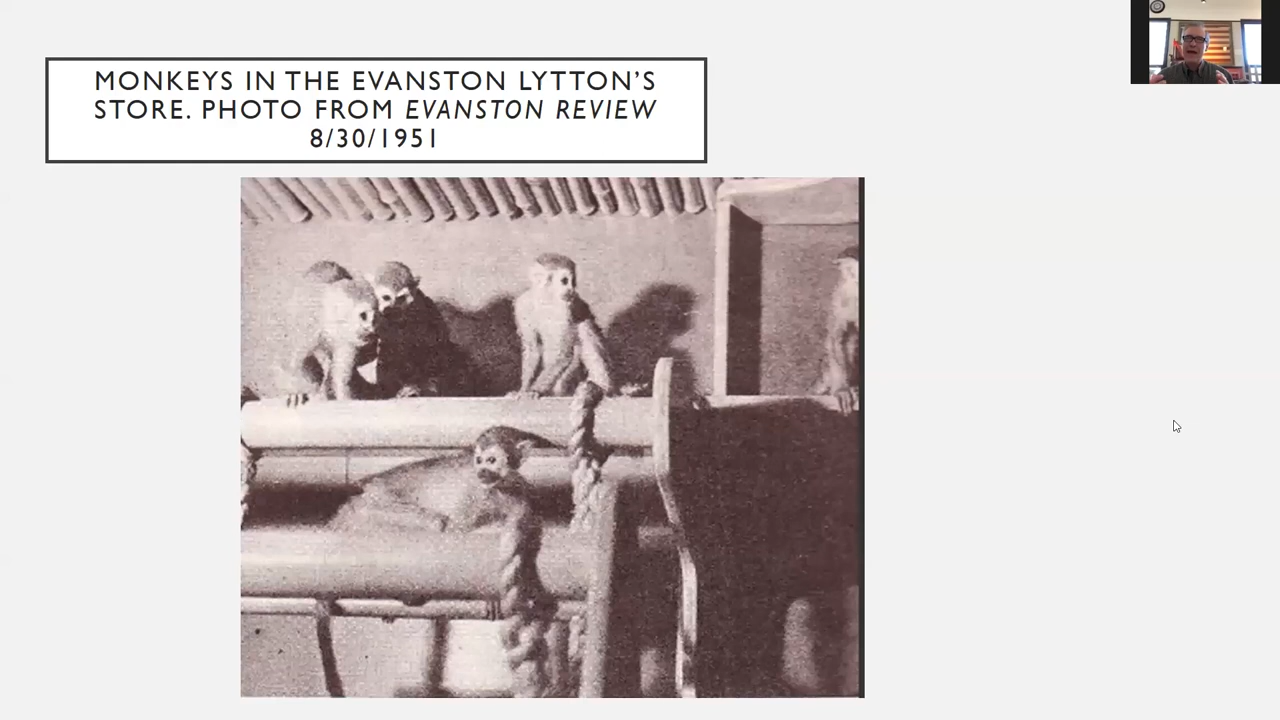 MONKEYS IN THE EVANSTON LYTTON’S
STORE. PHOTO FROM EVANSTON REVIEW
8/30/1951